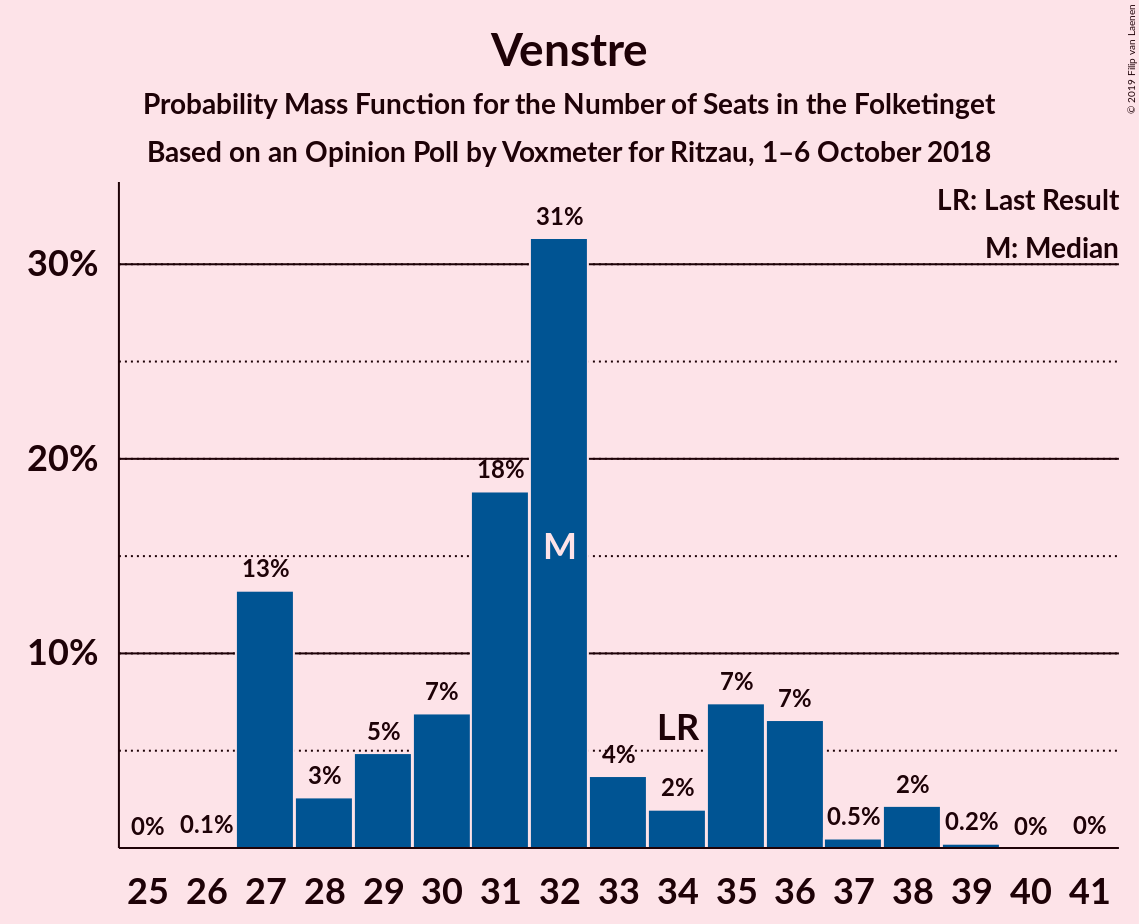 Venstre
Probability Mass Function for the Number of Seats in the Folketinget
Based on an Opinion Poll by Voxmeter for Ritzau, 1–6 October 2018
© 2019 Filip van Laenen
LR: Last Result
M: Median
30%
20%
10%
0%
0.1%
13%
3%
5%
7%
18%
31%
M
4%
LR
2%
7%
7%
0.5%
2%
0.2%
0%
0%
25 26 27 28 29 30 31 32 33 34 35 36 37 38 39 40 41